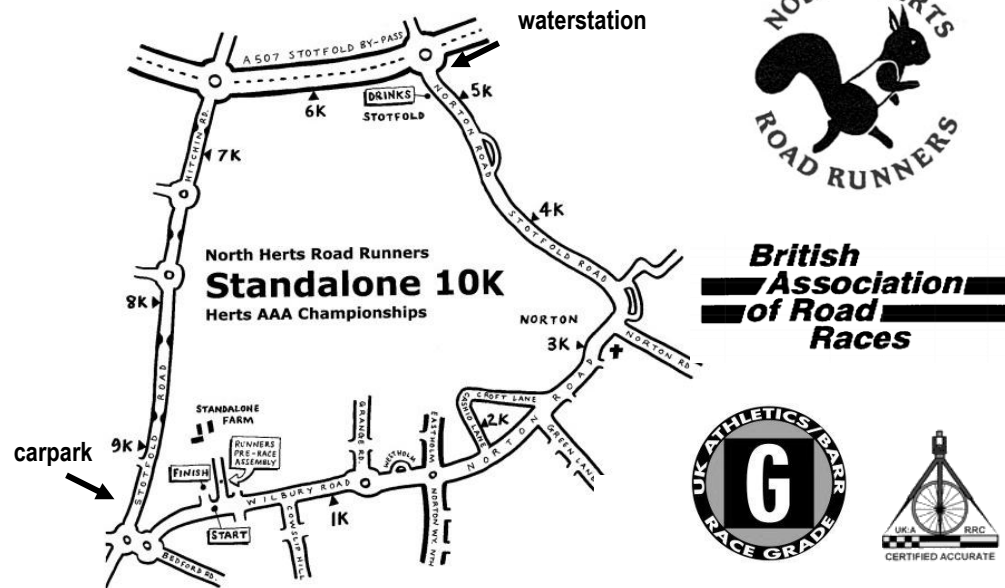 waterstation
A507 STOTFOLD BY-PASS
DRINKS
STOTFOLD
5K
6K
NORTON ROAD
HITCHIN RD.
7K
4K
STOTFOLD ROAD
North Herts Road Runners
Standalone 10K
Herts AAA Championships
8K
NORTON
3K
NORTON RD
NORTON ROAD
CROFT LANE
CASHIO LANE
2K
GREEN LANE
GRANGE RD.
EASTHOLM
WESTHOLM
STANDALONE
FARM
RUNNERS
PRE-RACE
ASSEMBLY
9K
STOTFOLD ROAD
carpark
FINISH
WILBURY ROAD
1K
START
COWSLIP HILL
NORTON WY. NTH
BEDFORD RD.
ROAD RUNNERS
British
Association
of Road
Races
UK ATHLETICS/BARR
G
RACE GRADE
UK:A RRC
CERTIFIED ACCURATE